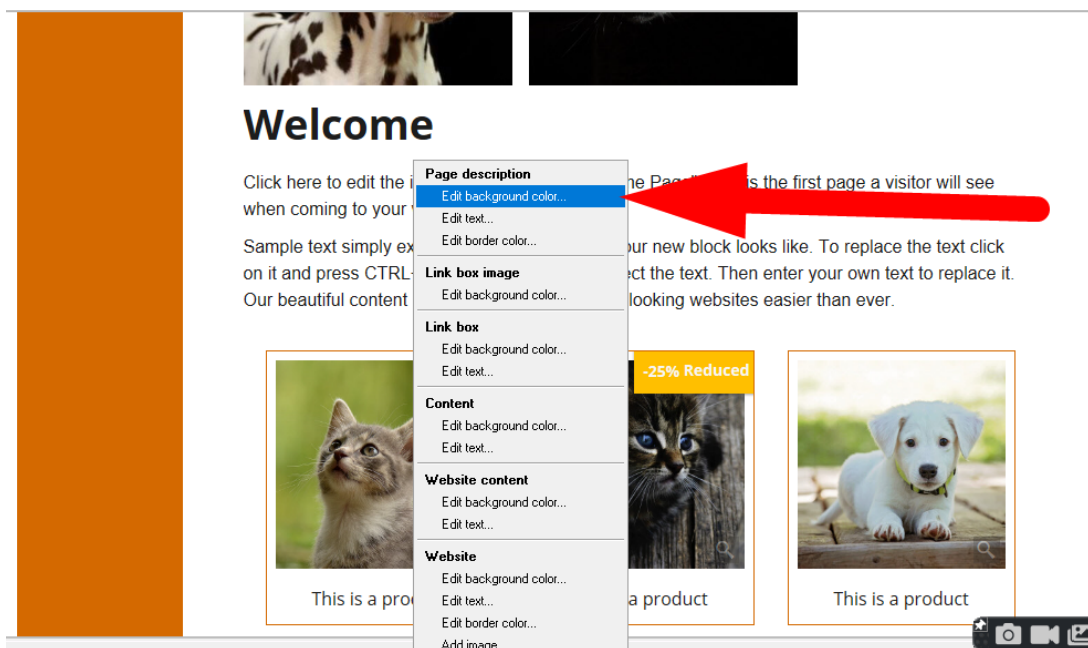 Welcome
Click here to edit the i
he Page" is the first page a visitor will see
when coming to your
Sample text simply ex
ur new block looks like. To replace the text click
on it and press CTRL
ct the text. Then enter your own text to replace it.
Our beautiful content
looking websites easier than ever.
Page description
Edit background color...
Edit text...
Edit border color...
Link box image
Edit background color...
Link box
Edit background color...
Edit text...
Content
Edit background color...
Edit text...
Website content
Edit background color...
Edit text...
Website
Edit background color...
Edit text...
Edit border color...
Add image
-25% Reduced
This is a pro
a product
This is a product